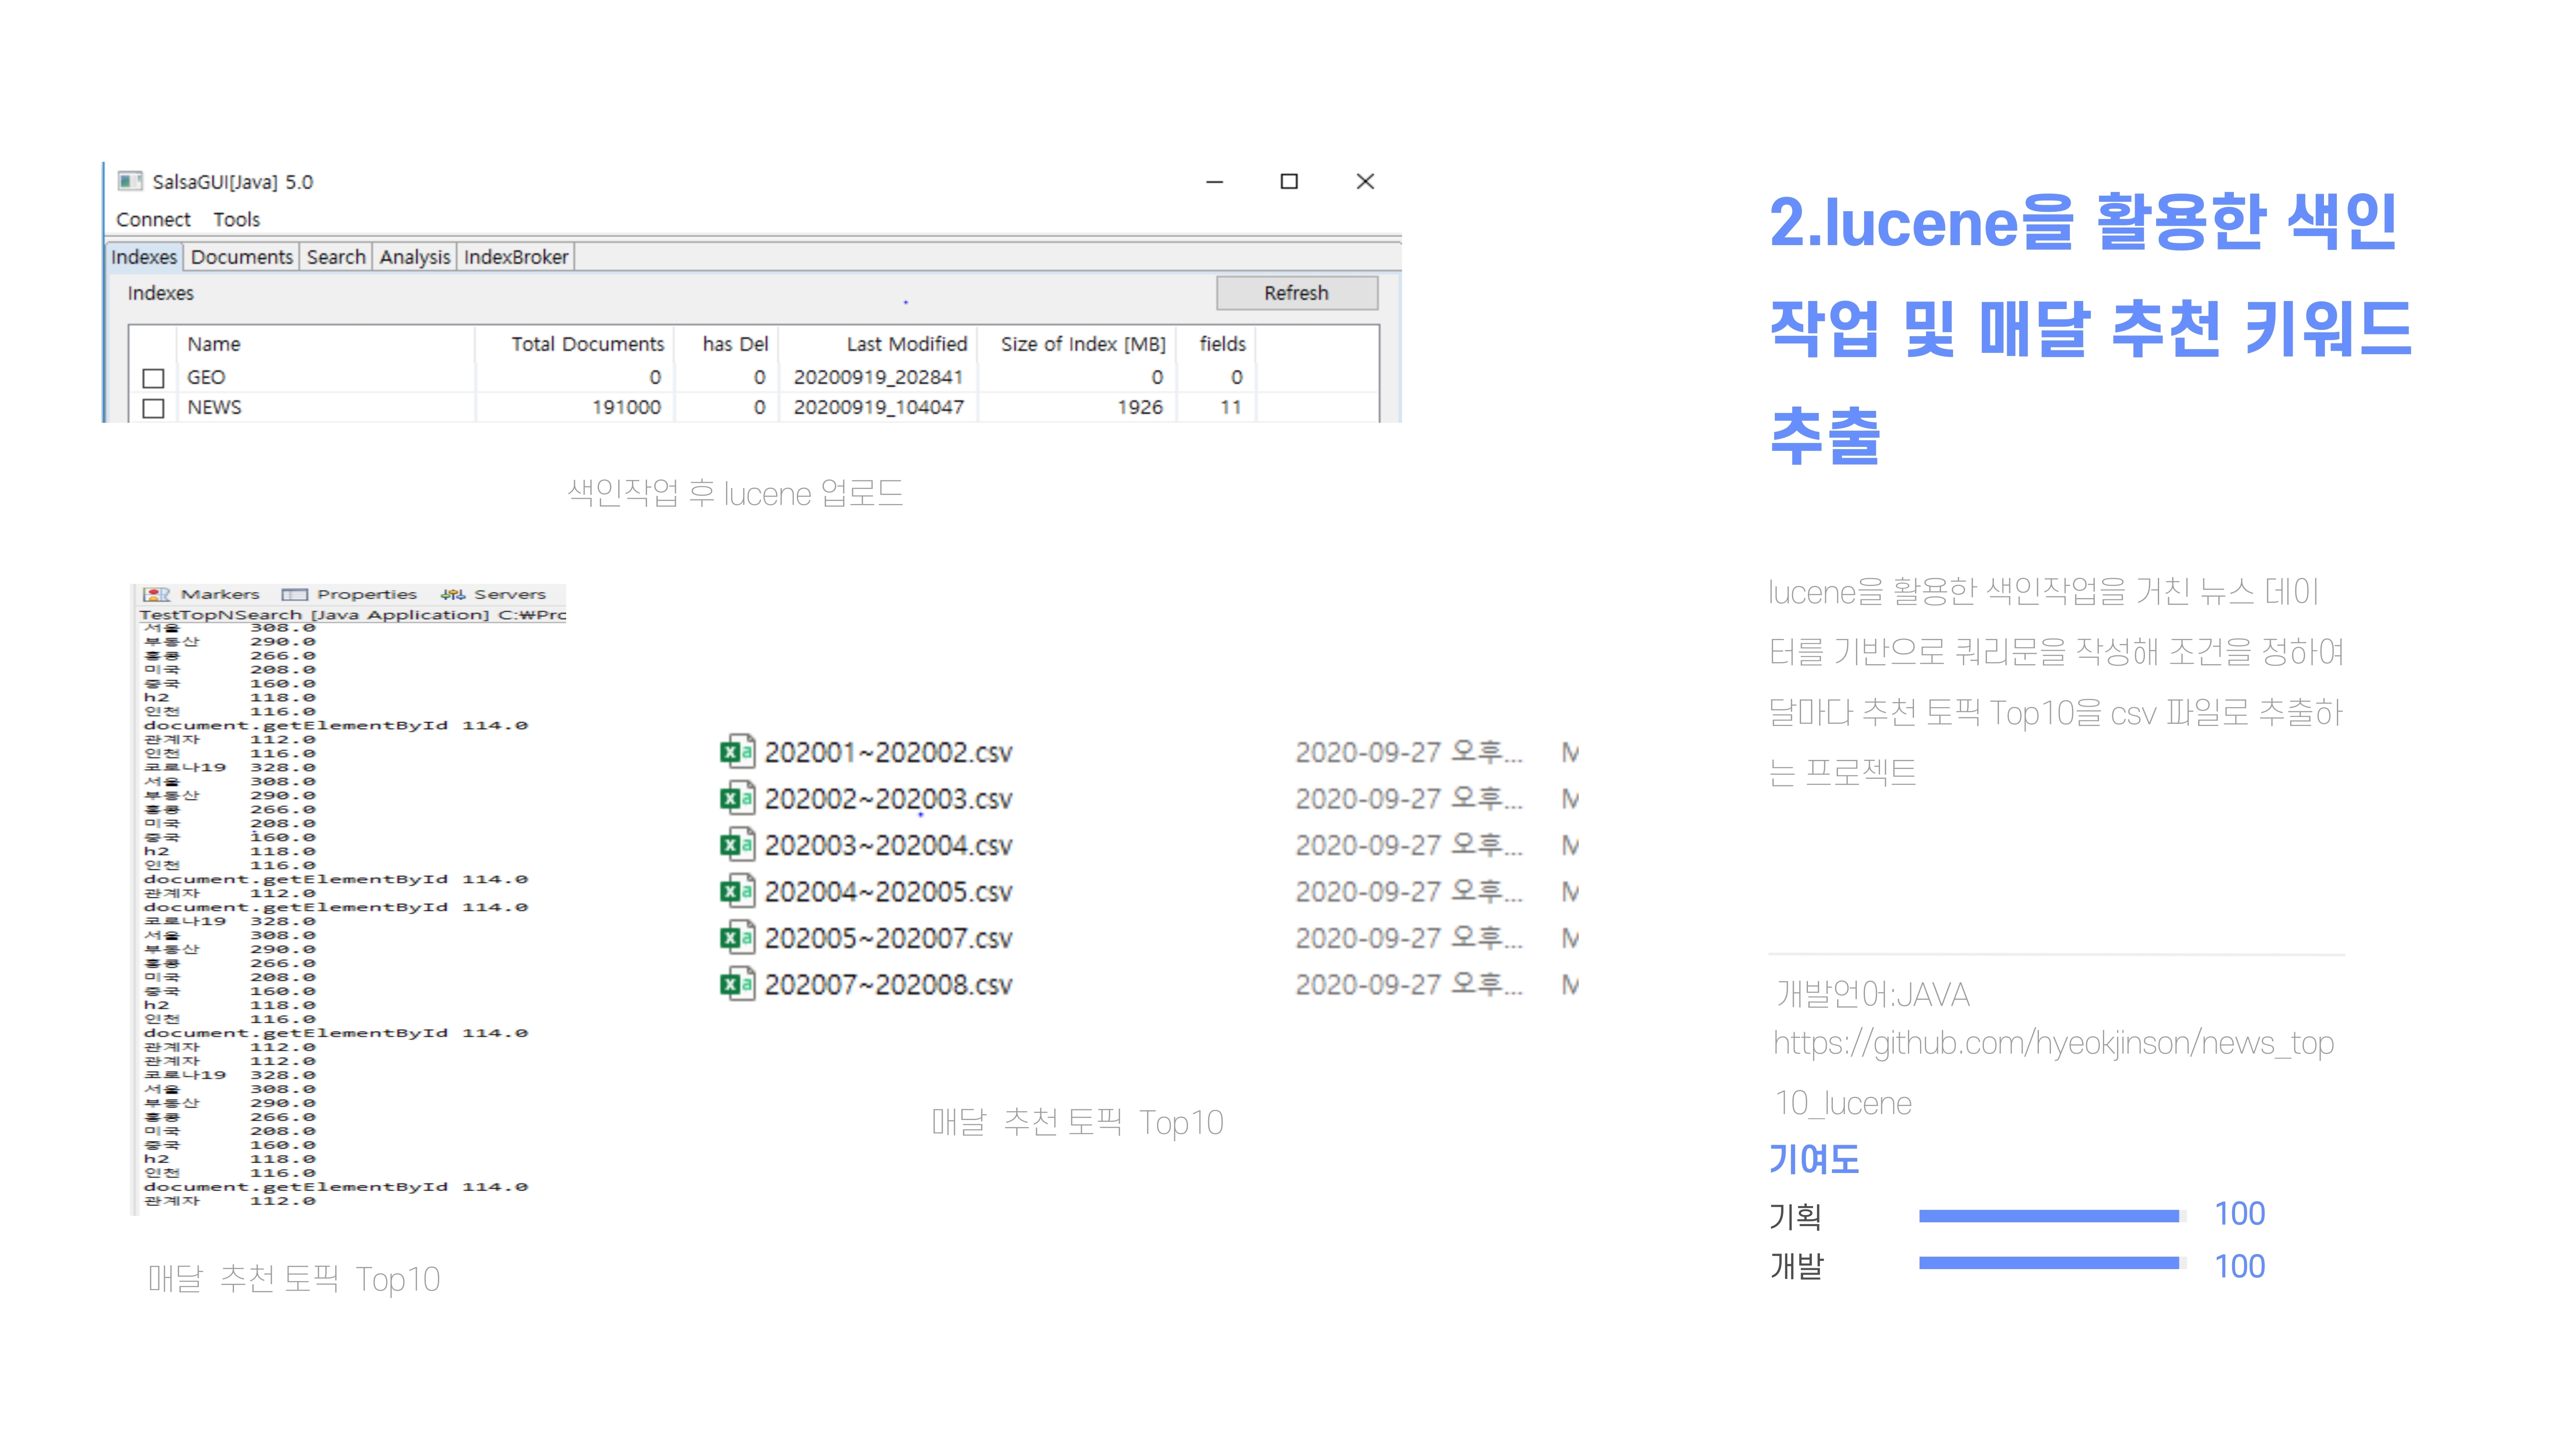 SalsaGUI[Java] 5.0
Connect Tools
Indexes Documents Search Analysis IndexBroker
Indexes Refresh
Name Total Documents has Del Last Modified Size of Index [MB] fields
GEO 0 0 20200919_202841 0 0
NEWS 191000 0 20200919_104047 1926 11
색인작업 후 lucene 업로드
Markers Properties Servers
TestTopNSearch [Java Application] C:₩Prc
서울 308.0
부동산 290.0
홍콩 266.0
미국 208.0
중국 160.0
h2 118.0
인천 116.0
document.getElementById 114.0
관계자 112.0
인천 116.0
코로나19 328.0
서울 308.0
부동산 290.0
홍콩 266.0
미국 208.0
중국 160.0
h2 118.0
인천 116.0
document.getElementById 114.0
관계자 112.0
document.getElementById 114.0
코로나19 328.0
서울 308.0
부동산 290.0
홍콩 266.0
미국 208.0
중국 160.0
h2 118.0
인천 116.0
document.getElementById 114.0
관계자 112.0
관계자 112.0
코로나19 328.0
서울 308.0
부동산 290.0
홍콩 266.0
미국 208.0
중국 160.0
h2 118.0
인천 116.0
document.getElementById 114.0
관계자 112.0
매달 추천 토픽 Top10
202001~202002.csv 2020-09-27 오후... M
202002~202003.csv 2020-09-27 오후... M
202003~202004.csv 2020-09-27 오후... M
202004~202005.csv 2020-09-27 오후... M
202005~202007.csv 2020-09-27 오후... M
202007~202008.csv 2020-09-27 오후... M
매달 추천 토픽 Top10
2.lucene을 활용한 색인
작업 및 매달 추천 키워드
추출
lucene을 활용한 색인작업을 거친 뉴스 데이
터를 기반으로 쿼리문을 작성해 조건을 정하여
달마다 추천 토픽 Top10을 csv 파일로 추출하
는 프로젝트
개발언어:JAVA
https://github.com/hyeokjinson/news_top
10_lucene
기여도
기획 100
개발 100